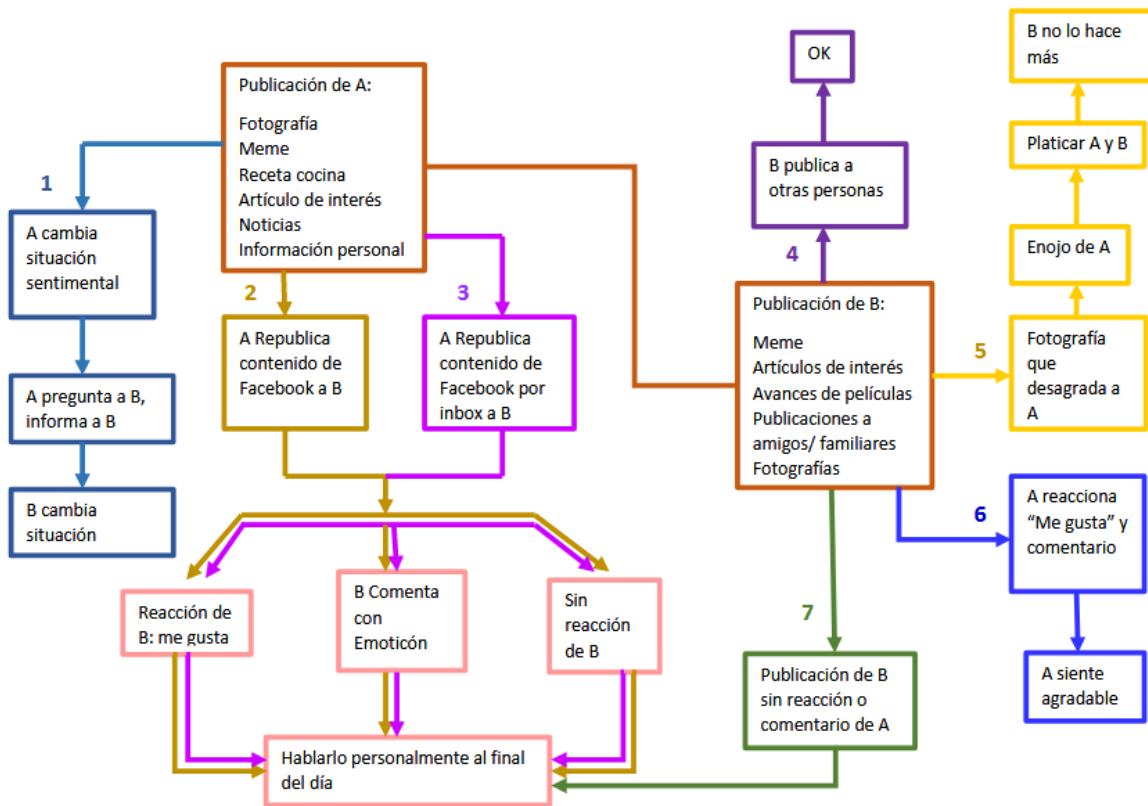 Publicación de A:
Fotografía
Meme
Receta cocina
Artículo de interés
Noticias
Información personal
1
A cambia
situación
sentimental
A pregunta a B,
informa a B
B cambia
situación
2
A Republica
contenido de
Facebook a B
3
A Republica
contenido de
Facebook por
inbox a B
Reacción de
B: me gusta
B Comenta
con
Emoticón
Sin
reacción
de B
Hablarlo personalmente al final
del día
OK
B publica a
otras personas
4
Publicación de B:
Meme
Artículos de interés
Avances de películas
Publicaciones a
amigos/ familiares
Fotografías
B no lo hace
más
Platicar A y B
Enojo de A
5
Fotografía
que
desagrada a
A
6
A reacciona
“Me gusta” y
comentario
A siente
agradable
7
Publicación de B
sin reacción o
comentario de A